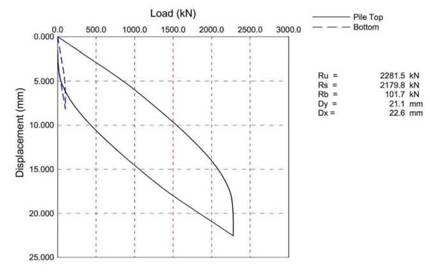 Load (kN)
0.0 500.0 1000.0 1500.0 2000.0 2500.0 3000.0
0.000
5.000
10.000
15.000
20.000
25.000
Displacement (mm)
Pile Top
Bottom
Ru = 2281.5 kN
Rs = 2179.8 kN
Rb = 101.7 kN
Dy = 21.1 mm
Dx = 22.6 mm